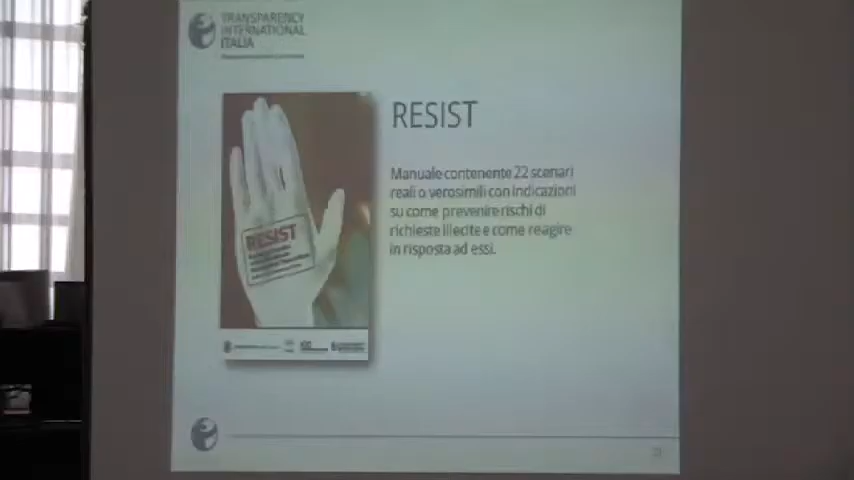 TRANSPARENCY
INTERNATIONAL
ITALIA
RESIST
Manuale contenente 22 scenari
reali o verosimili con indicazioni
su come prevenire rischi di
richieste illecite e come reagire
in risposta ad essi.
RESIST